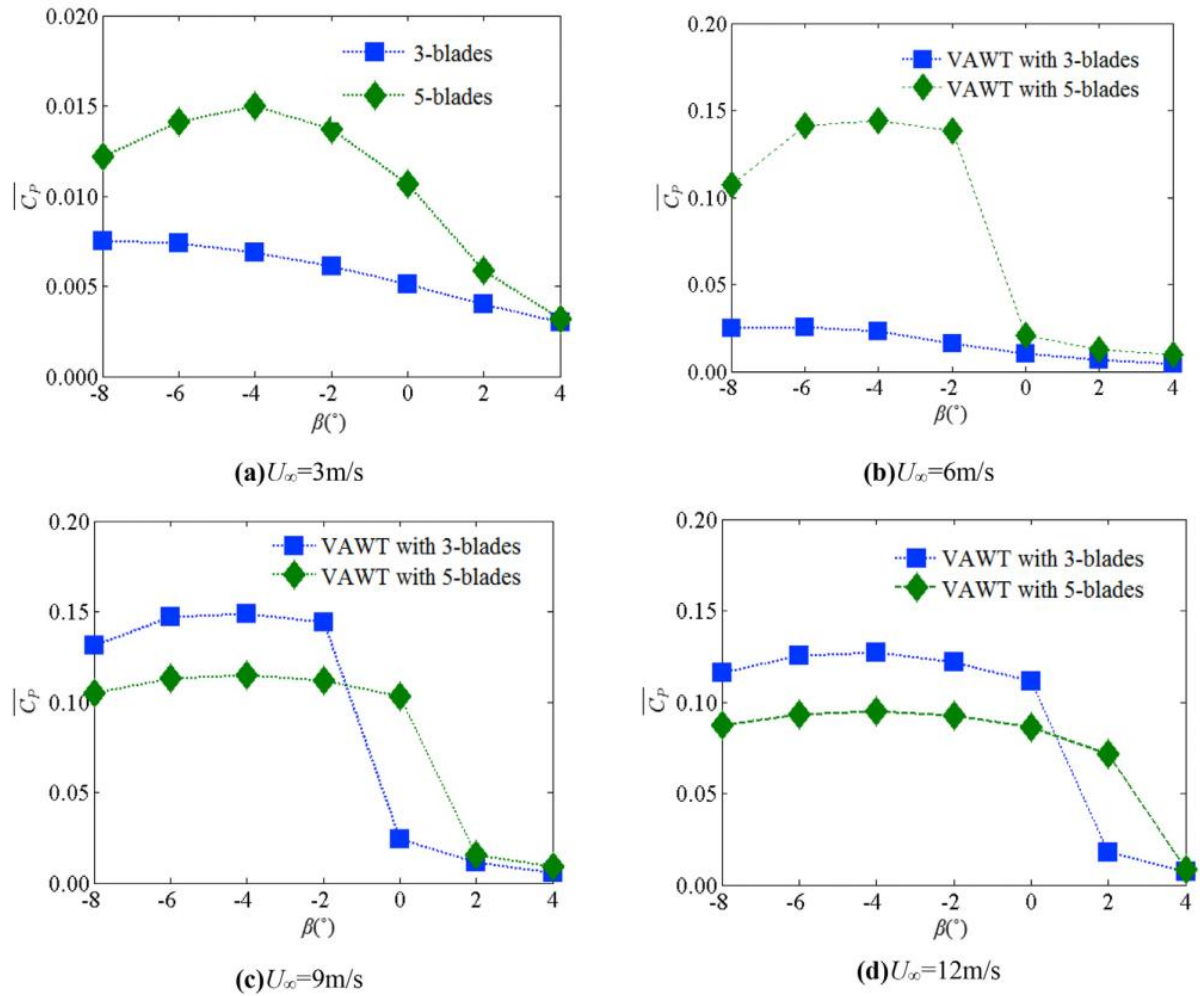 0.020
0.015
0.010
0.005
0.000
C_P
3-blades
5-blades
-8 -6 -4 -2 0 2 4
β(°)
(a)U∞=3m/s
0.20
0.15
0.10
0.05
0.00
C_P
VAWT with 3-blades
VAWT with 5-blades
-8 -6 -4 -2 0 2 4
β(°)
(b)U∞=6m/s
0.20
0.15
0.10
0.05
0.00
C_P
VAWT with 3-blades
VAWT with 5-blades
-8 -6 -4 -2 0 2 4
β(°)
(c)U∞=9m/s
0.20
0.15
0.10
0.05
0.00
C_P
VAWT with 3-blades
VAWT with 5-blades
-8 -6 -4 -2 0 2 4
β(°)
(d)U∞=12m/s